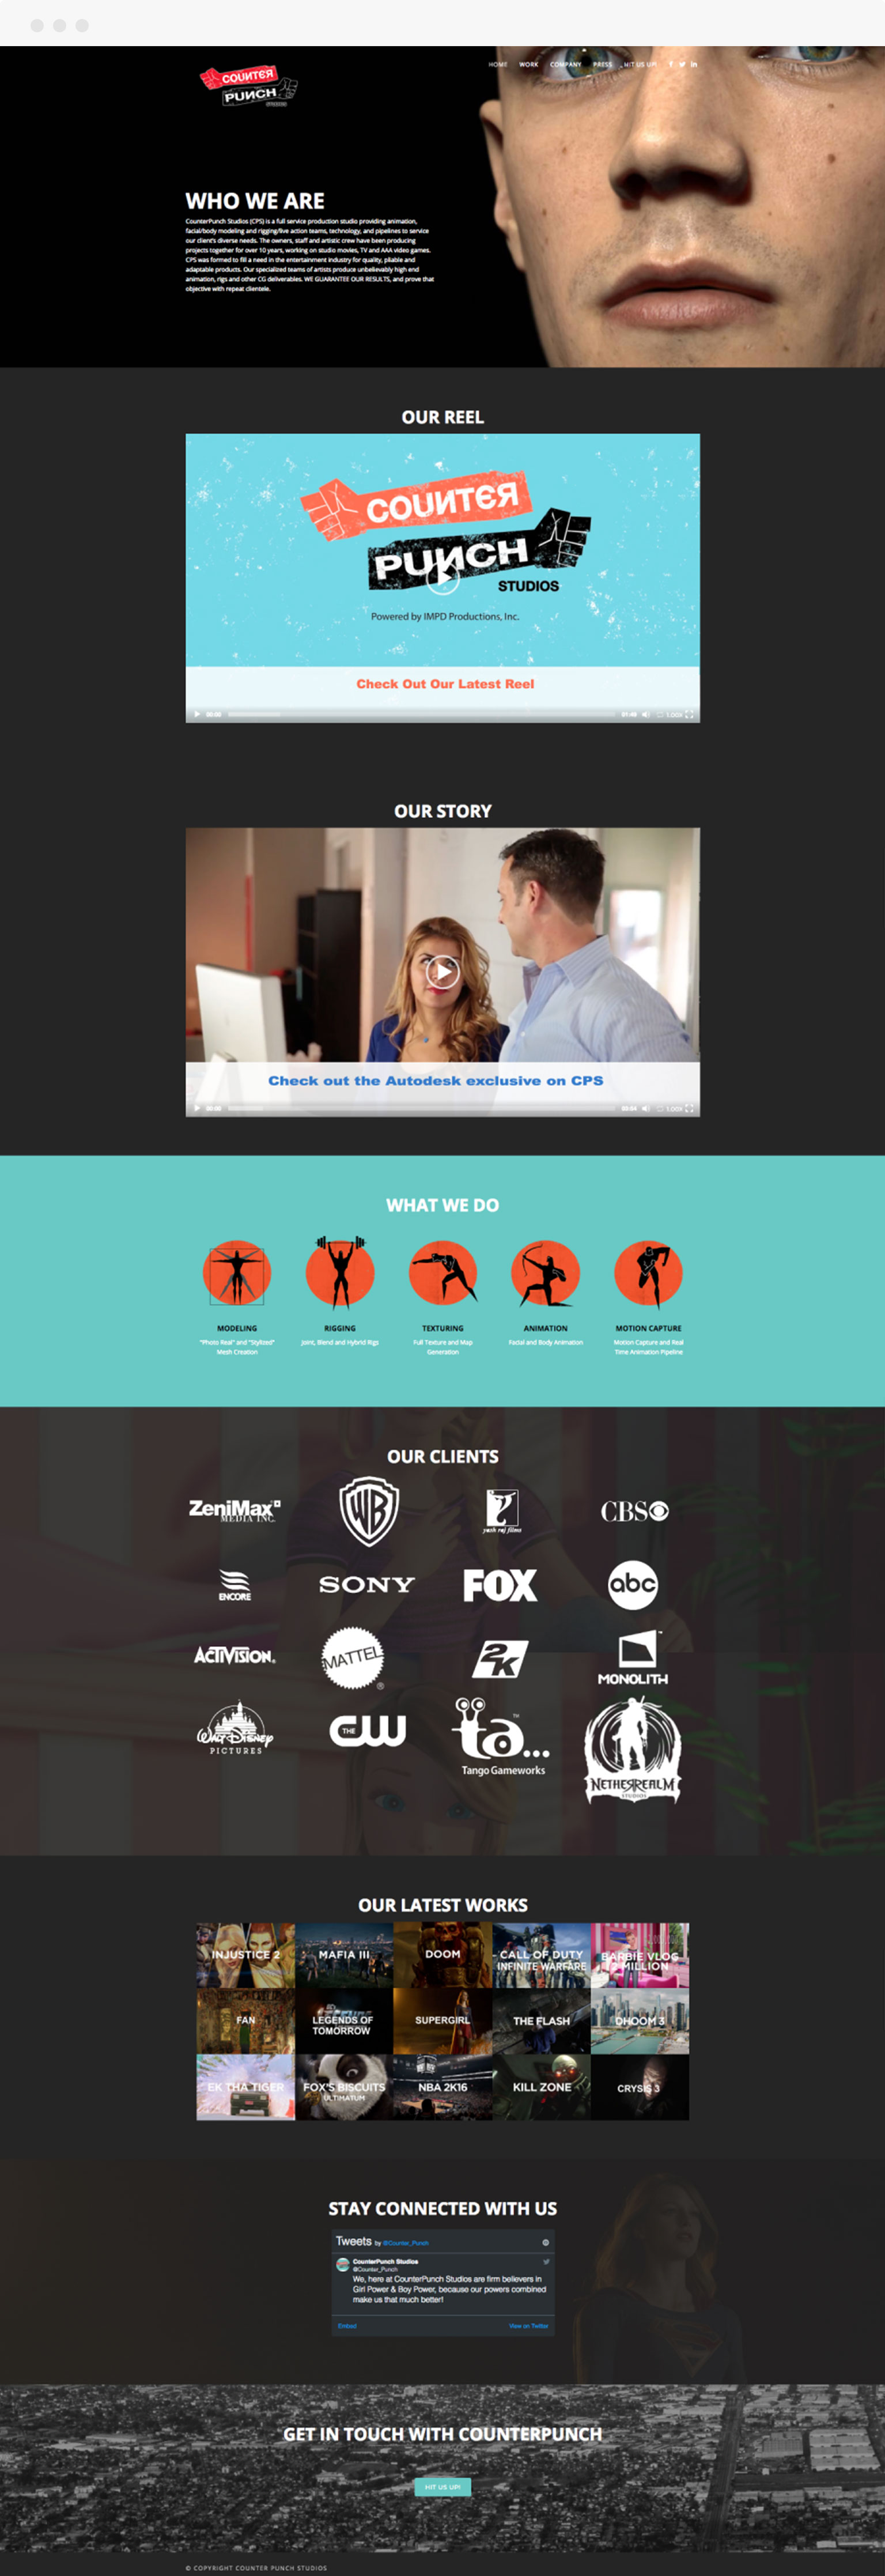 COUNTER
PUNCH
STUDIOS
HOME WORK COMPANY PRESS HIT US UP!
WHO WE ARE
CounterPunch Studios (CPS) is a full service production studio providing animation,
facial/body modeling and rigging/live action teams, technology, and pipelines to service
our client's diverse needs. The owners, staff and artistic crew have been producing
projects together for over 10 years, working on studio movies, TV and AAA video games.
CPS was formed to fill a need in the entertainment industry for quality, pliable and
adaptable products. Our specialized teams of artists produce unbelievably high end
animation, rigs and other CG deliverables. WE GUARANTEE OUR RESULTS, and prove that
objective with repeat clientele.
OUR REEL
COUNTER
PUNCH
STUDIOS
Powered by IMPD Productions, Inc.
Check Out Our Latest Reel
00:00 01:48 1.00x
OUR STORY
Check out the Autodesk exclusive on CPS
00:00 1.00x
WHAT WE DO
MODELING RIGGING TEXTURING ANIMATION MOTION CAPTURE
"Photo Real" and "Stylized" Joint, Blend and Hybrid Rigs Full Texture and Map Facial and Body Animation Motion Capture and Real
Mesh Creation Generation Time Animation Pipeline
OUR CLIENTS
ZeniMax
MEDIA INC.
WB
yash raj films
CBS
ENCORE
SONY
FOX
abc
ACTIVISION
MATTEL
®
2K
MONOLITH
WALT DISNEY
PICTURES
THE CW
ta...
TM
Tango Gameworks
NETHERREALM
STUDIOS
OUR LATEST WORKS
INJUSTICE 2
MAFIA III
DOOM
CALL OF DUTY
INFINITE WARFARE
BARBIE VLOG
MILLION
FAN
LEGENDS OF
TOMORROW
SUPERGIRL
THE FLASH
DHOOM 3
EK THA TIGER
FOX'S BISCUITS
ULTIMATUM
NBA 2K16
KILL ZONE
CRYSIS 3
STAY CONNECTED WITH US
Tweets by @Counter_Punch
CounterPunch Studios
@Counter_Punch
We, here at CounterPunch Studios are firm believers in
Girl Power & Boy Power, because our powers combined
make us that much better!
Embed View on Twitter
GET IN TOUCH WITH COUNTERPUNCH
HIT US UP!
© COPYRIGHT COUNTER PUNCH STUDIOS